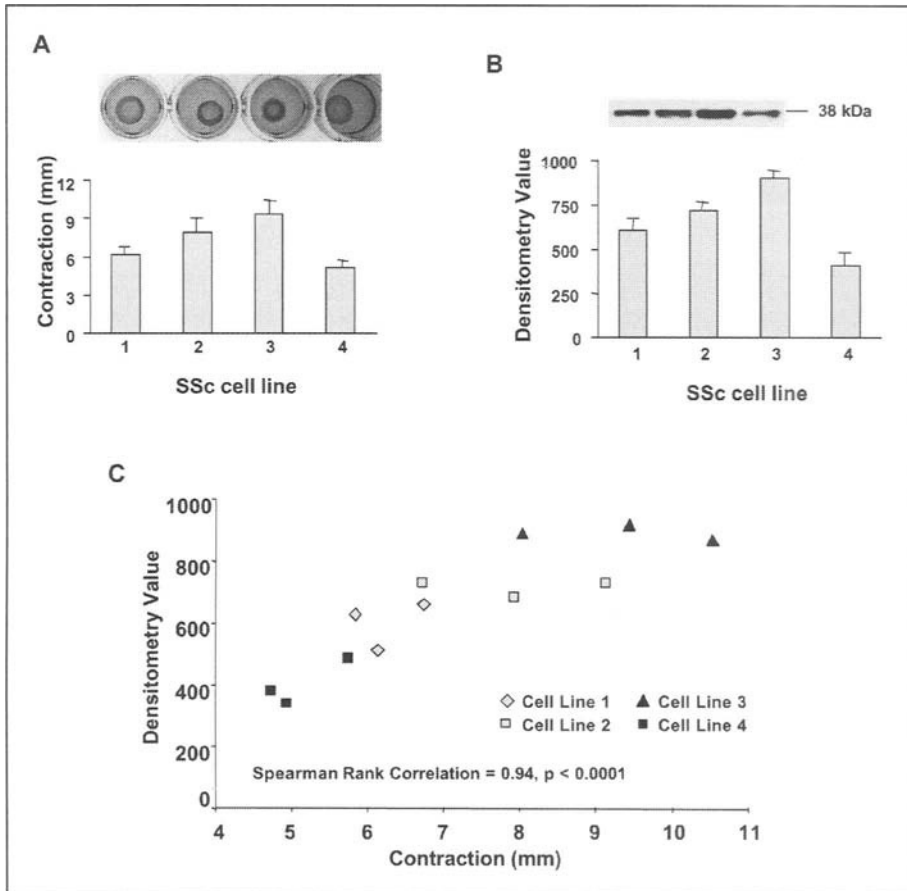 A
Contraction (mm)
12
9
6
3
0
1 2 3 4
SSc cell line
B
38 kDa
Densitometry Value
1000
750
500
250
0
1 2 3 4
SSc cell line
C
Densitometry Value
1000
800
600
400
200
0
Cell Line 1 Cell Line 3
Cell Line 2 Cell Line 4
Spearman Rank Correlation = 0.94, p < 0.0001
4 5 6 7 8 9 10 11
Contraction (mm)